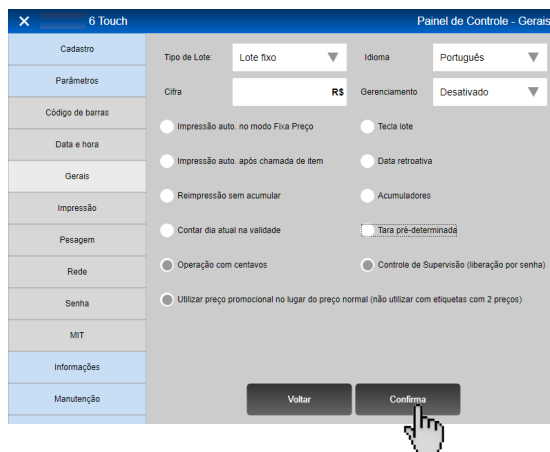 X 6 Touch Painel de Controle - Gerais
Cadastro
Parâmetros
Código de barras
Data e hora
Gerais
Impressão
Pesagem
Rede
Senha
MIT
Informações
Manutenção
Tipo de Lote: Lote fixo Idioma Português
Cifra R$ Gerenciamento Desativado
Impressão auto. no modo Fixa Preço Tecla lote
Impressão auto. após chamada de item Data retroativa
Reimpressão sem acumular Acumuladores
Contar dia atual na validade Tara pré-determinada
Operação com centavos Controle de Supervisão (liberação por senha)
Utilizar preço promocional no lugar do preço normal (não utilizar com etiquetas com 2 preços)
Voltar Confirma